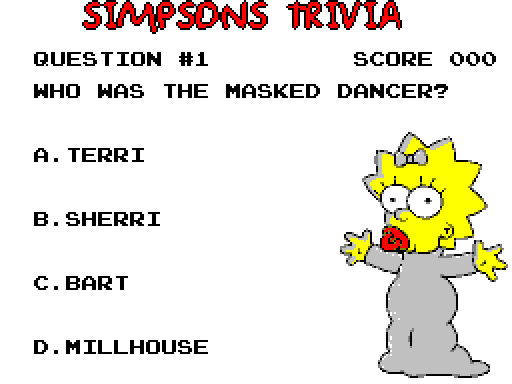 SIMPSONS TRIVIA
QUESTION #1 SCORE 000
WHO WAS THE MASKED DANCER?
A.TERRI
B.SHERRI
C.BART
D.MILLHOUSE